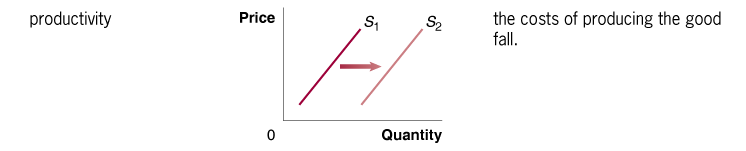 productivity
Price
S1
S2
0
Quantity
the costs of producing the good
fall.